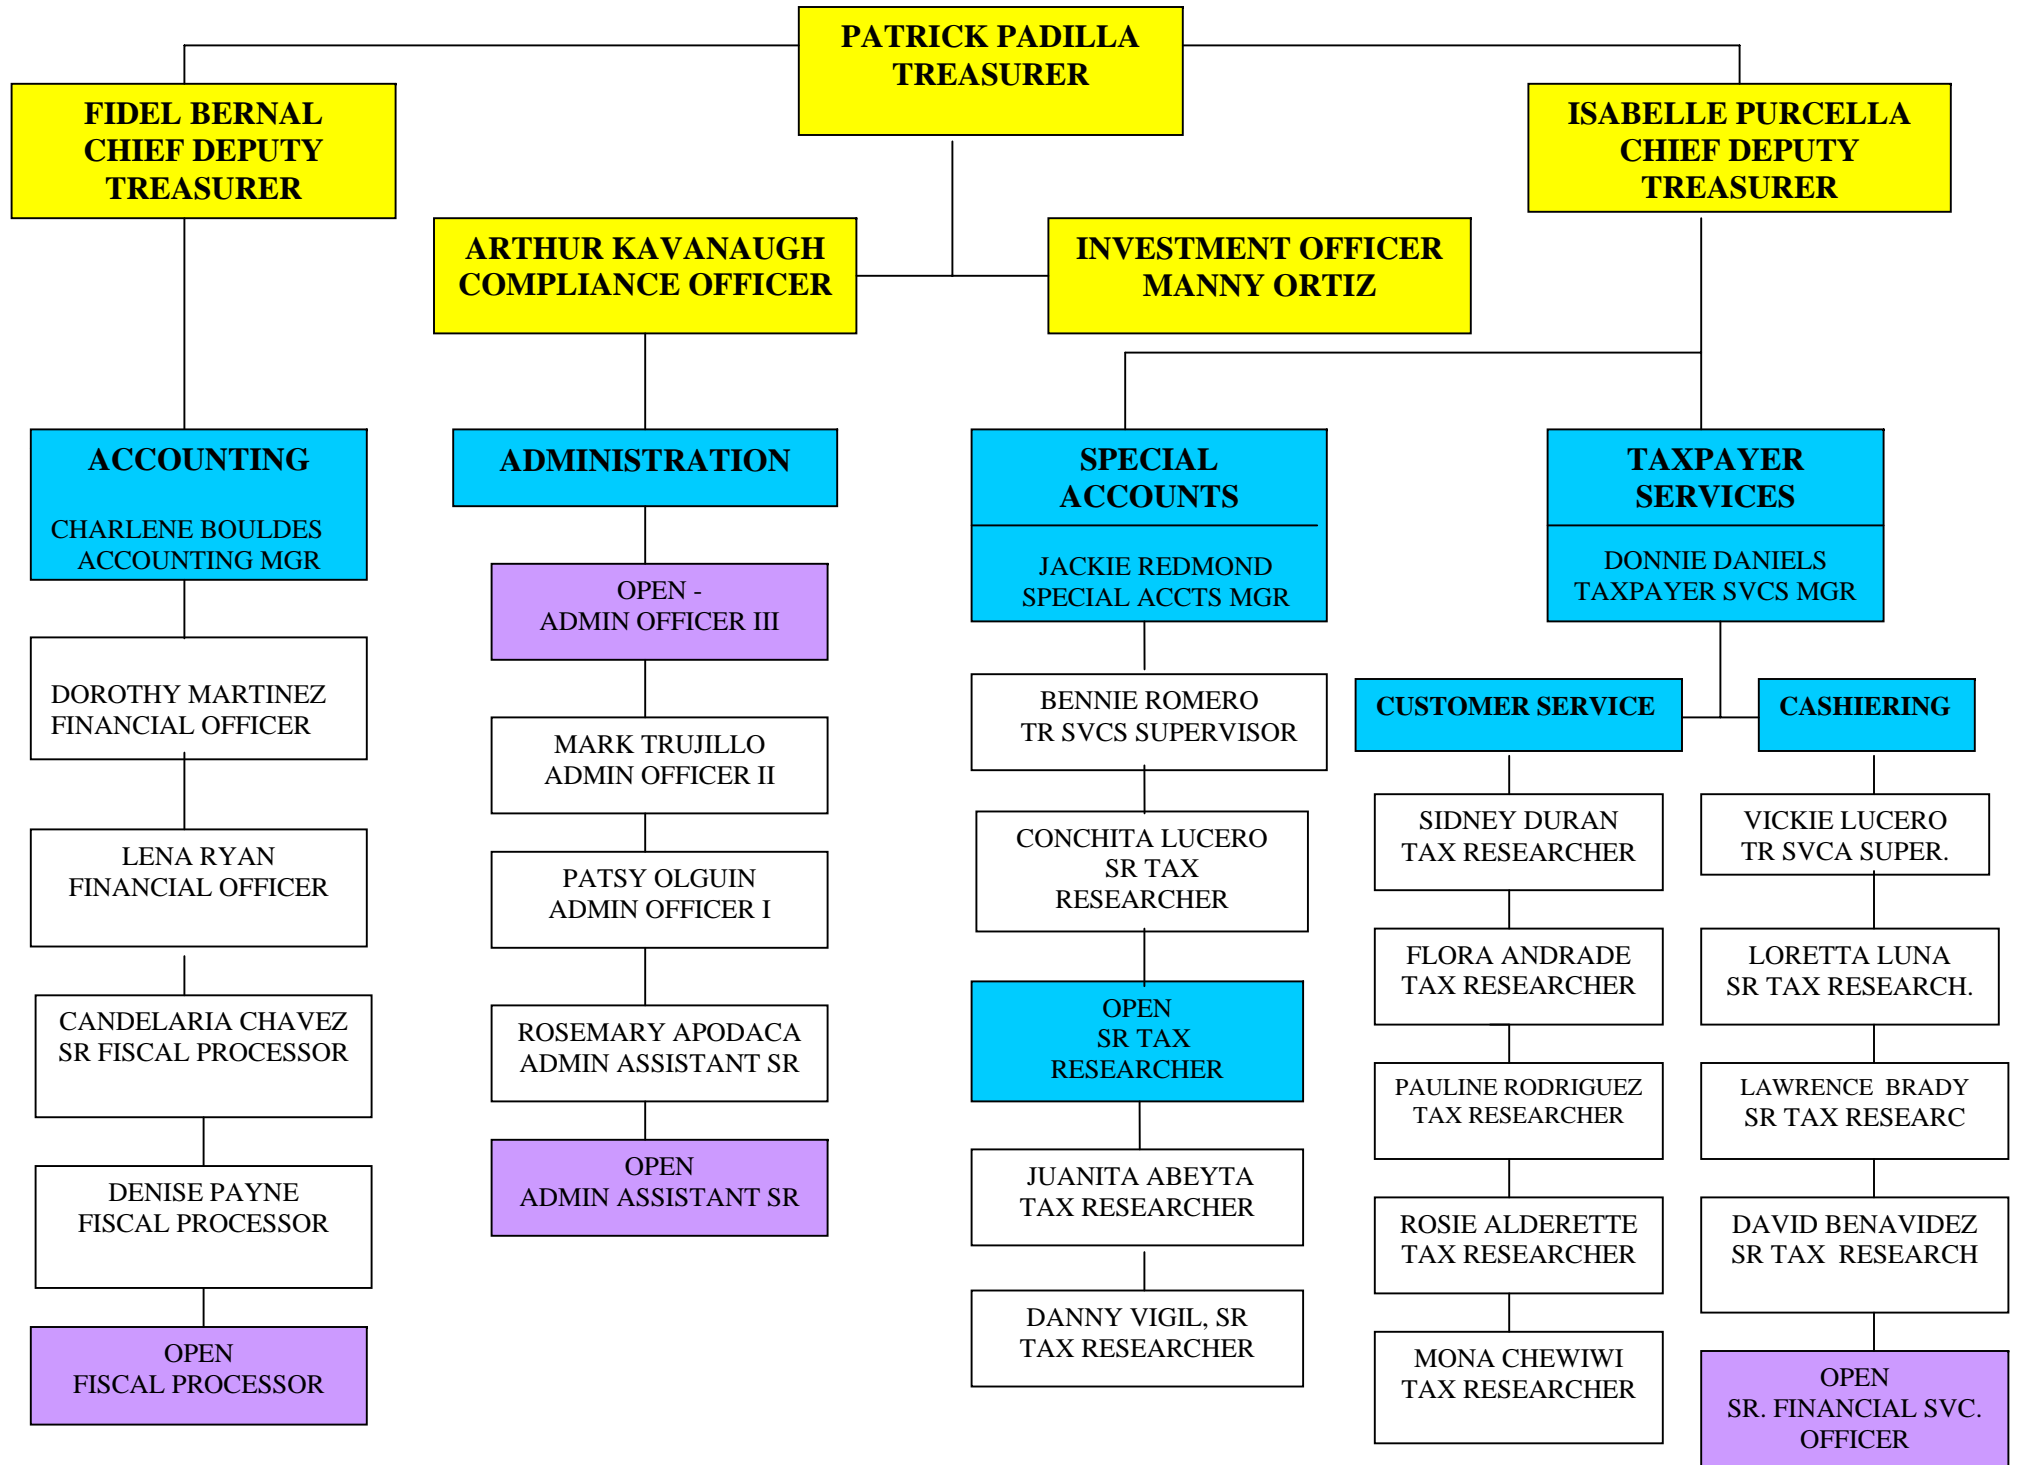 PATRICK PADILLA
TREASURER
FIDEL BERNAL
CHIEF DEPUTY
TREASURER
ISABELLE PURCELLA
CHIEF DEPUTY
TREASURER
ARTHUR KAVANAUGH
COMPLIANCE OFFICER
INVESTMENT OFFICER
MANNY ORTIZ
ACCOUNTING
CHARLENE BOULDES
ACCOUNTING MGR
DOROTHY MARTINEZ
FINANCIAL OFFICER
LENA RYAN
FINANCIAL OFFICER
CANDELARIA CHAVEZ
SR FISCAL PROCESSOR
DENISE PAYNE
FISCAL PROCESSOR
OPEN
FISCAL PROCESSOR
ADMINISTRATION
OPEN -
ADMIN OFFICER III
MARK TRUJILLO
ADMIN OFFICER II
PATSY OLGUIN
ADMIN OFFICER I
ROSEMARY APODACA
ADMIN ASSISTANT SR
OPEN
ADMIN ASSISTANT SR
SPECIAL
ACCOUNTS
JACKIE REDMOND
SPECIAL ACCTS MGR
BENNIE ROMERO
TR SVCS SUPERVISOR
CONCHITA LUCERO
SR TAX
RESEARCHER
OPEN
SR TAX
RESEARCHER
JUANITA ABEYTA
TAX RESEARCHER
DANNY VIGIL, SR
TAX RESEARCHER
TAXPAYER
SERVICES
DONNIE DANIELS
TAXPAYER SVCS MGR
CUSTOMER SERVICE
SIDNEY DURAN
TAX RESEARCHER
FLORA ANDRADE
TAX RESEARCHER
PAULINE RODRIGUEZ
TAX RESEARCHER
ROSIE ALDERETTE
TAX RESEARCHER
MONA CHEWIWI
TAX RESEARCHER
CASHIERING
VICKIE LUCERO
TR SVCA SUPER.
LORETTA LUNA
SR TAX RESEARCH.
LAWRENCE  BRADY
SR TAX RESEARC
DAVID BENAVIDEZ
SR TAX  RESEARCH
OPEN
SR. FINANCIAL SVC.
OFFICER